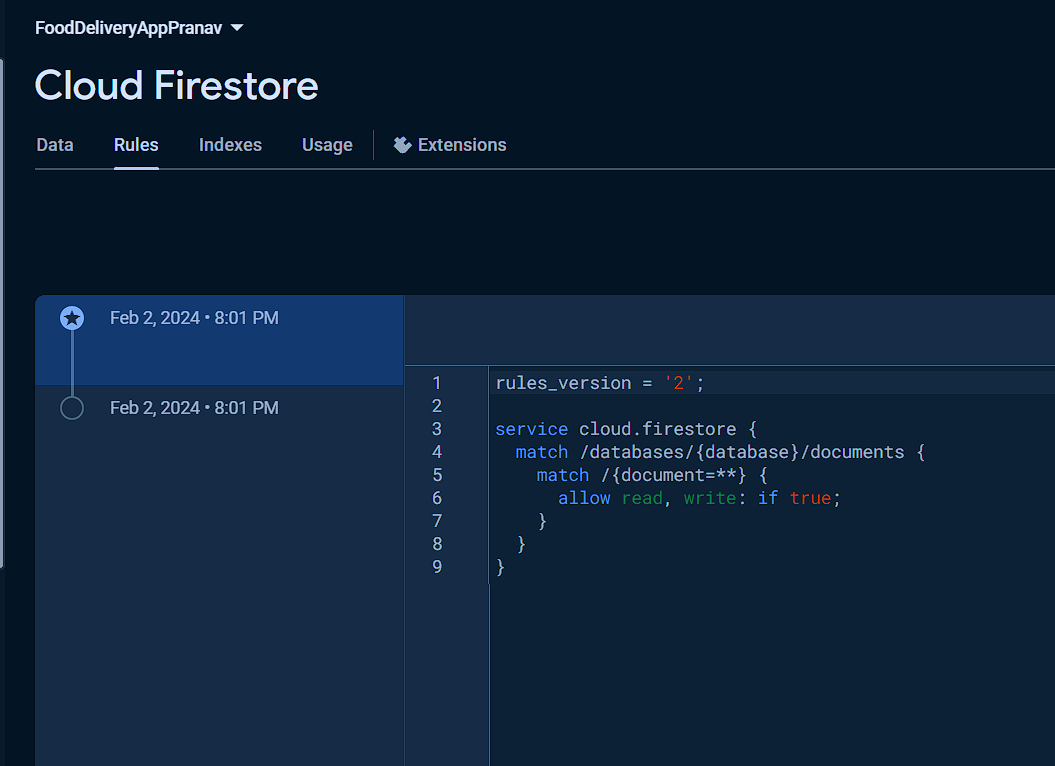 FoodDeliveryAppPranav
Cloud Firestore
Data Rules Indexes Usage Extensions
Feb 2, 2024 • 8:01 PM
Feb 2, 2024 • 8:01 PM
1 rules_version = '2';
2
3 service cloud.firestore {
4   match /databases/{database}/documents {
5     match /{document=**} {
6       allow read, write: if true;
7     }
8   }
9 }